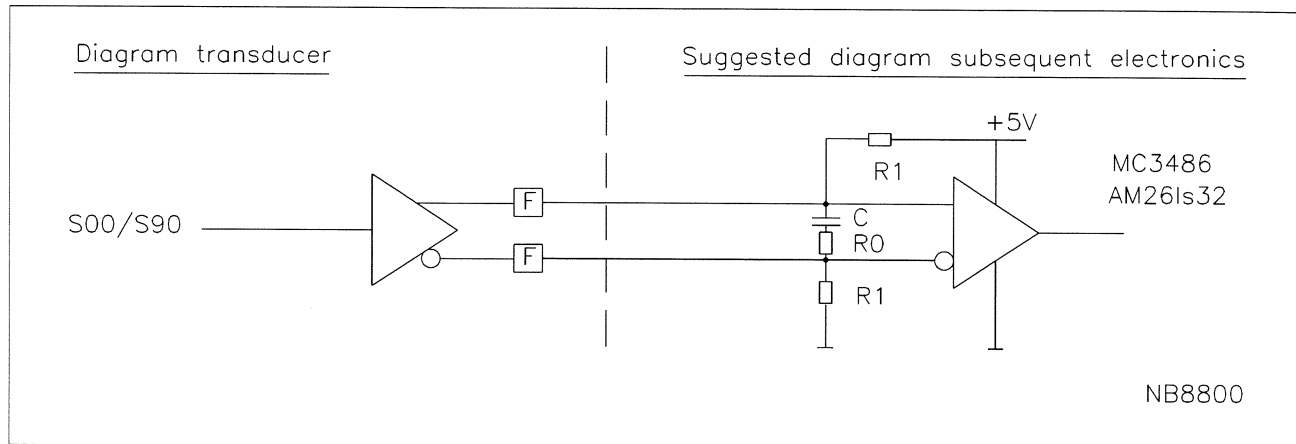 Diagram transducer
Suggested diagram subsequent electronics
+5V
R1
MC3486
AM26ls32
F
S00/S90
C
R0
F
R1
NB8800